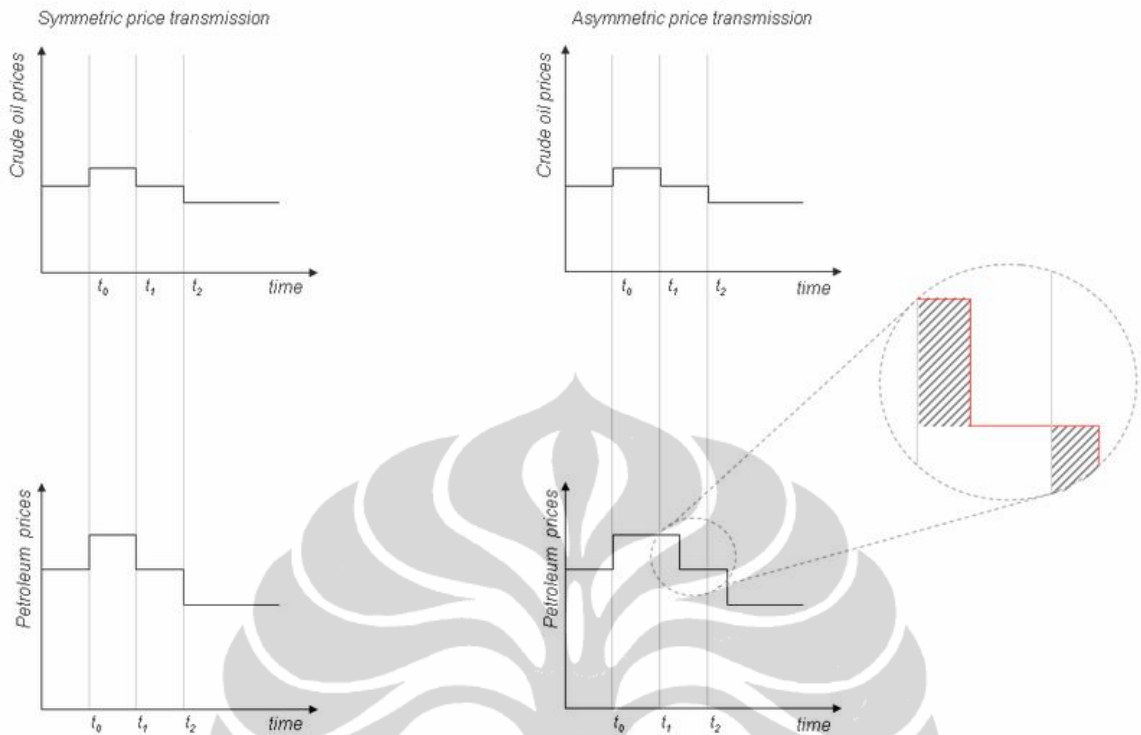 Symmetric price transmission
Asymmetric price transmission
Crude oil prices
t0 t1 t2 time
Crude oil prices
t0 t1 t2 time
Petroleum prices
t0 t1 t2 time
Petroleum prices
t0 t1 t2 time